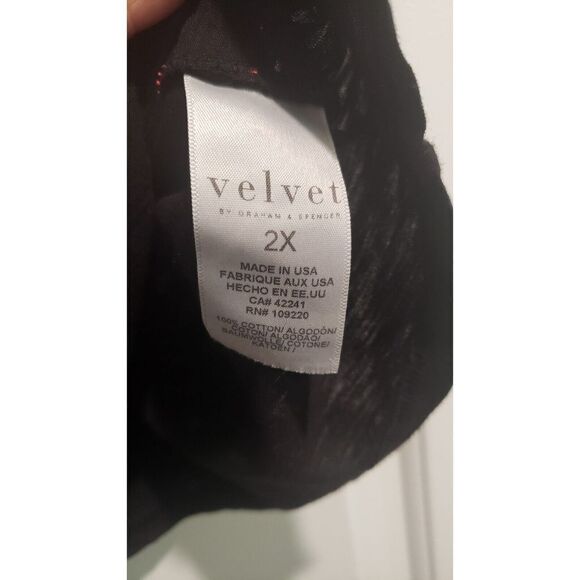 velvet
BY GRAHAM & SPENCER
2X
MADE IN USA
FABRIQUE AUX USA
HECHO EN EE.UU
CA# 42241
RN# 109220
100% COTTON/ ALGODÓN/
COTON/ ALGODAO/
BAUMWOLLE/ COTONE/
KATOEN /